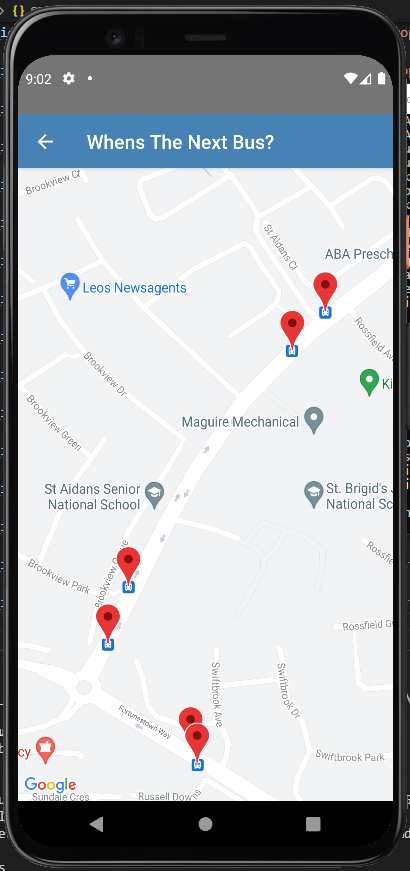 9:02
Whens The Next Bus?
Brookview Ct
St Aidans Ct
ABA Presch
Leos Newsagents
Rossfield Av
Brookview Dr
Ki
Brookview Green
Maguire Mechanical
St Aidans Senior
National School
St. Brigid's
National Sc
Brookview Park
Rossfie
Rossfield G
Swiftbrook Ave
Swiftbrook Dr
Fortunestown Way
cy
Swiftbrook Park
Google
Sundale Cres
Russell Downs